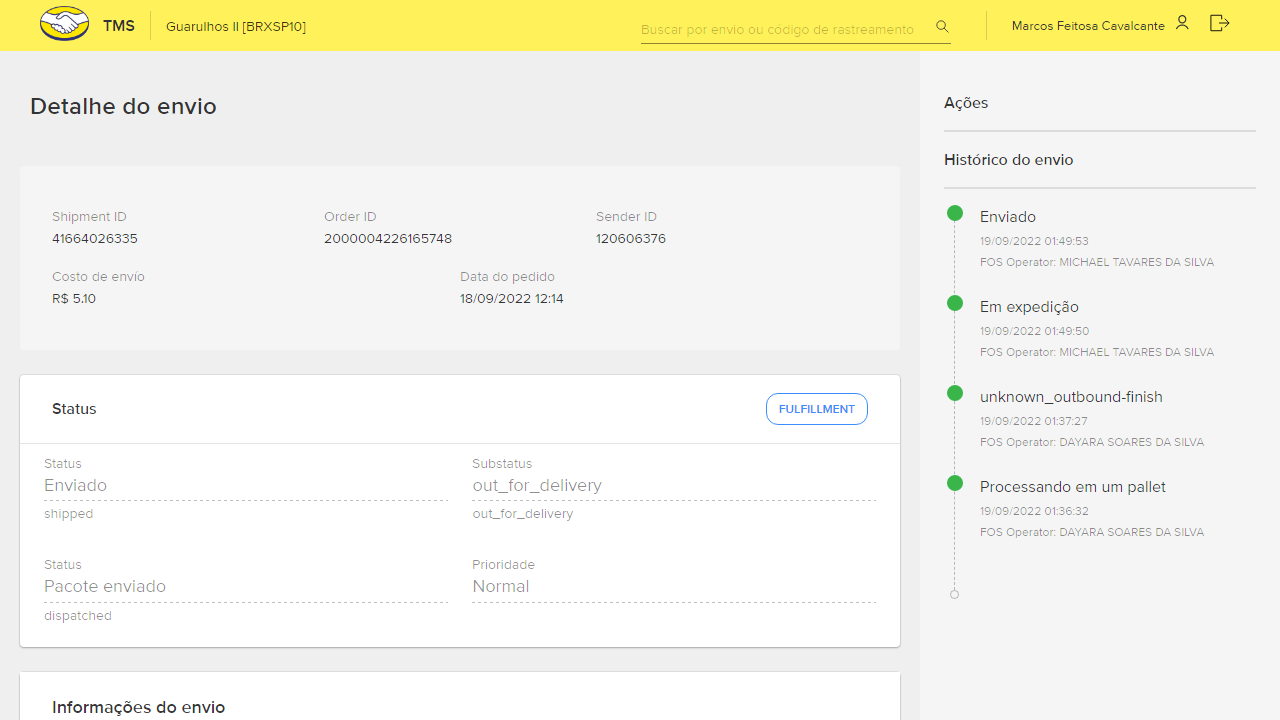 TMS
Guarulhos II [BRXSP10]
Buscar por envio ou código de rastreamento
Marcos Feitosa Cavalcante
Detalhe do envio
Shipment ID
41664026335
Order ID
2000004226165748
Sender ID
120606376
Costo de envío
R$ 5.10
Data do pedido
18/09/2022 12:14
Status
FULFILLMENT
Status
Enviado
shipped
Substatus
out_for_delivery
out_for_delivery
Status
Pacote enviado
dispatched
Prioridade
Normal
Informações do envio
Ações
Histórico do envio
Enviado
19/09/2022 01:49:53
FOS Operator: MICHAEL TAVARES DA SILVA
Em expedição
19/09/2022 01:49:50
FOS Operator: MICHAEL TAVARES DA SILVA
unknown_outbound-finish
19/09/2022 01:37:27
FOS Operator: DAYARA SOARES DA SILVA
Processando em um pallet
19/09/2022 01:36:32
FOS Operator: DAYARA SOARES DA SILVA